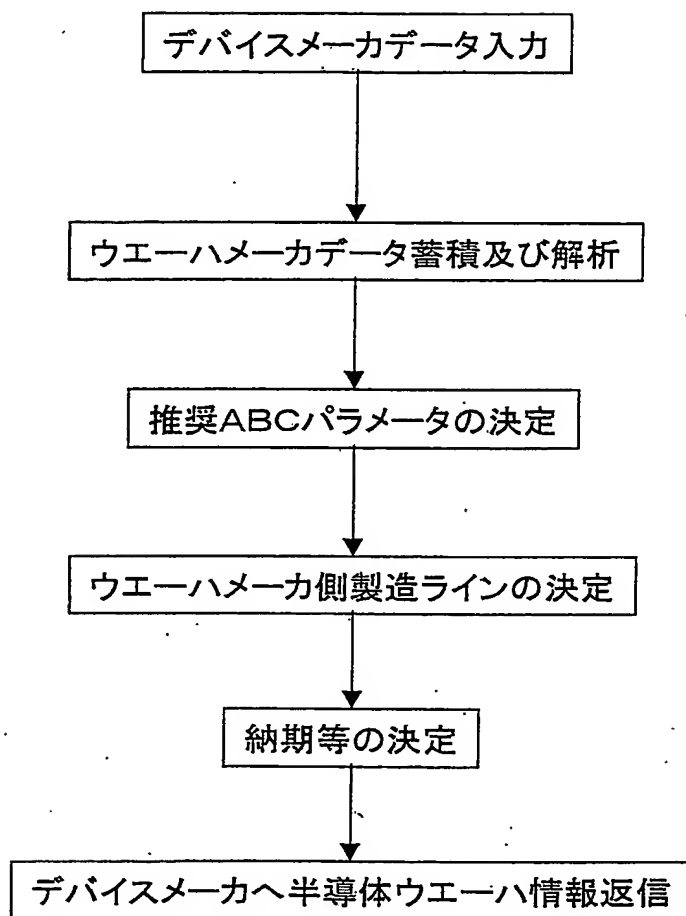 デバイスメーカデータ入力
ウエーハメーカデータ蓄積及び解析
推奨ABCパラメータの決定
ウエーハメーカ側製造ラインの決定
納期等の決定
デバイスメーカへ半導体ウエーハ情報返信